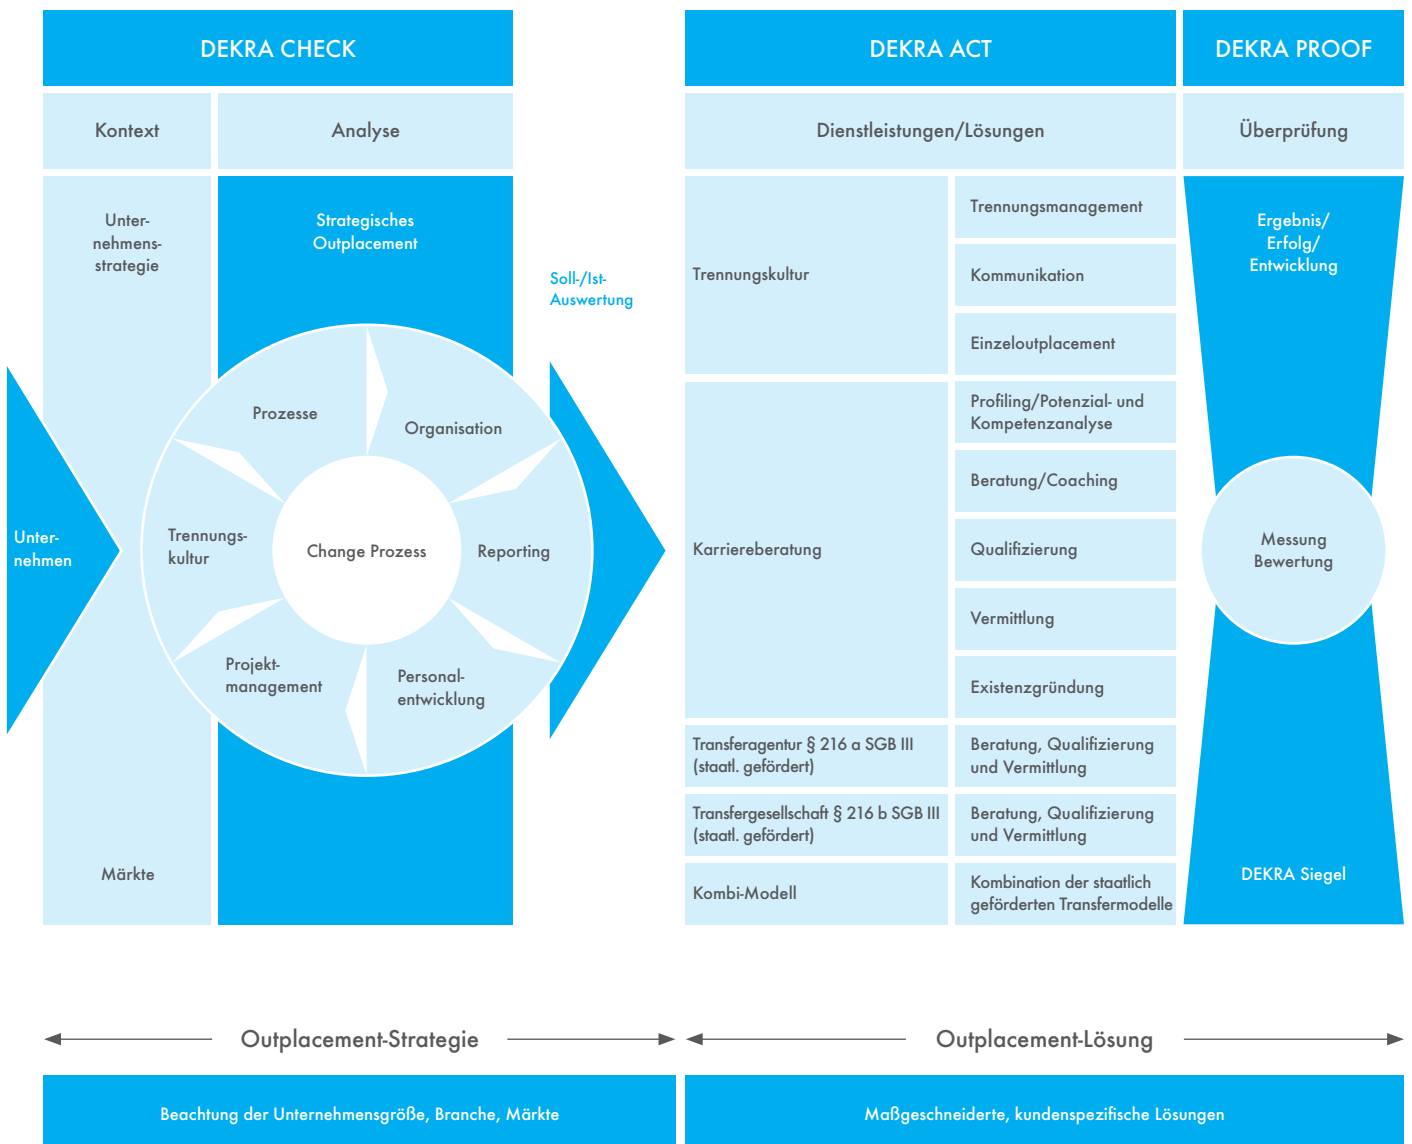 DEKRA CHECK
DEKRA ACT
DEKRA PROOF
Kontext
Analyse
Dienstleistungen/Lösungen
Überprüfung
Unter-
nehmens-
strategie
Strategisches
Outplacement
Soll-/Ist-
Auswertung
Unter-
nehmen
Prozesse
Organisation
Trennungs-
kultur
Change Prozess
Reporting
Projekt-
management
Personal-
entwicklung
Märkte
Trennungskultur
Trennungsmanagement
Kommunikation
Einzeloutplacement
Karriereberatung
Profiling/Potenzial- und
Kompetenzanalyse
Beratung/Coaching
Qualifizierung
Vermittlung
Existenzgründung
Transferagentur § 216 a SGB III
(staatl. gefördert)
Beratung, Qualifizierung
und Vermittlung
Transfergesellschaft § 216 b SGB III
(staatl. gefördert)
Beratung, Qualifizierung
und Vermittlung
Kombi-Modell
Kombination der staatlich
geförderten Transfermodelle
Ergebnis/
Erfolg/
Entwicklung
Messung
Bewertung
DEKRA Siegel
Outplacement-Strategie
Outplacement-Lösung
Beachtung der Unternehmensgröße, Branche, Märkte
Maßgeschneiderte, kundenspezifische Lösungen